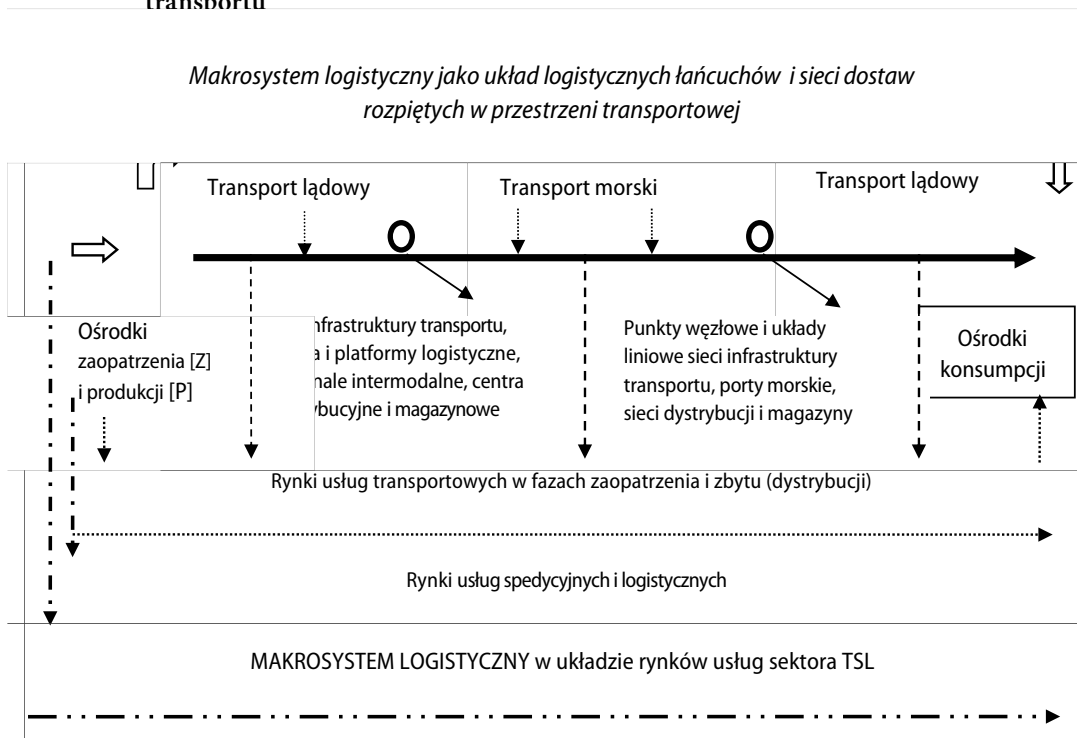 transportu
Makrosystem logistyczny jako układ logistycznych łańcuchów i sieci dostaw
rozpiętych w przestrzeni transportowej
Transport lądowy
Transport morski
Transport lądowy
Ośrodki
zaopatrzenia [Z]
i produkcji [P]
nfrastruktury transportu,
a i platformy logistyczne,
nale intermodalne, centra
ybucyjne i magazynowe
Punkty węzłowe i układy
liniowe sieci infrastruktury
transportu, porty morskie,
sieci dystrybucji i magazyny
Ośrodki
konsumpcji
Rynki usług transportowych w fazach zaopatrzenia i zbytu (dystrybucji)
Rynki usług spedycyjnych i logistycznych
MAKROSYSTEM LOGISTYCZNY w układzie rynków usług sektora TSL